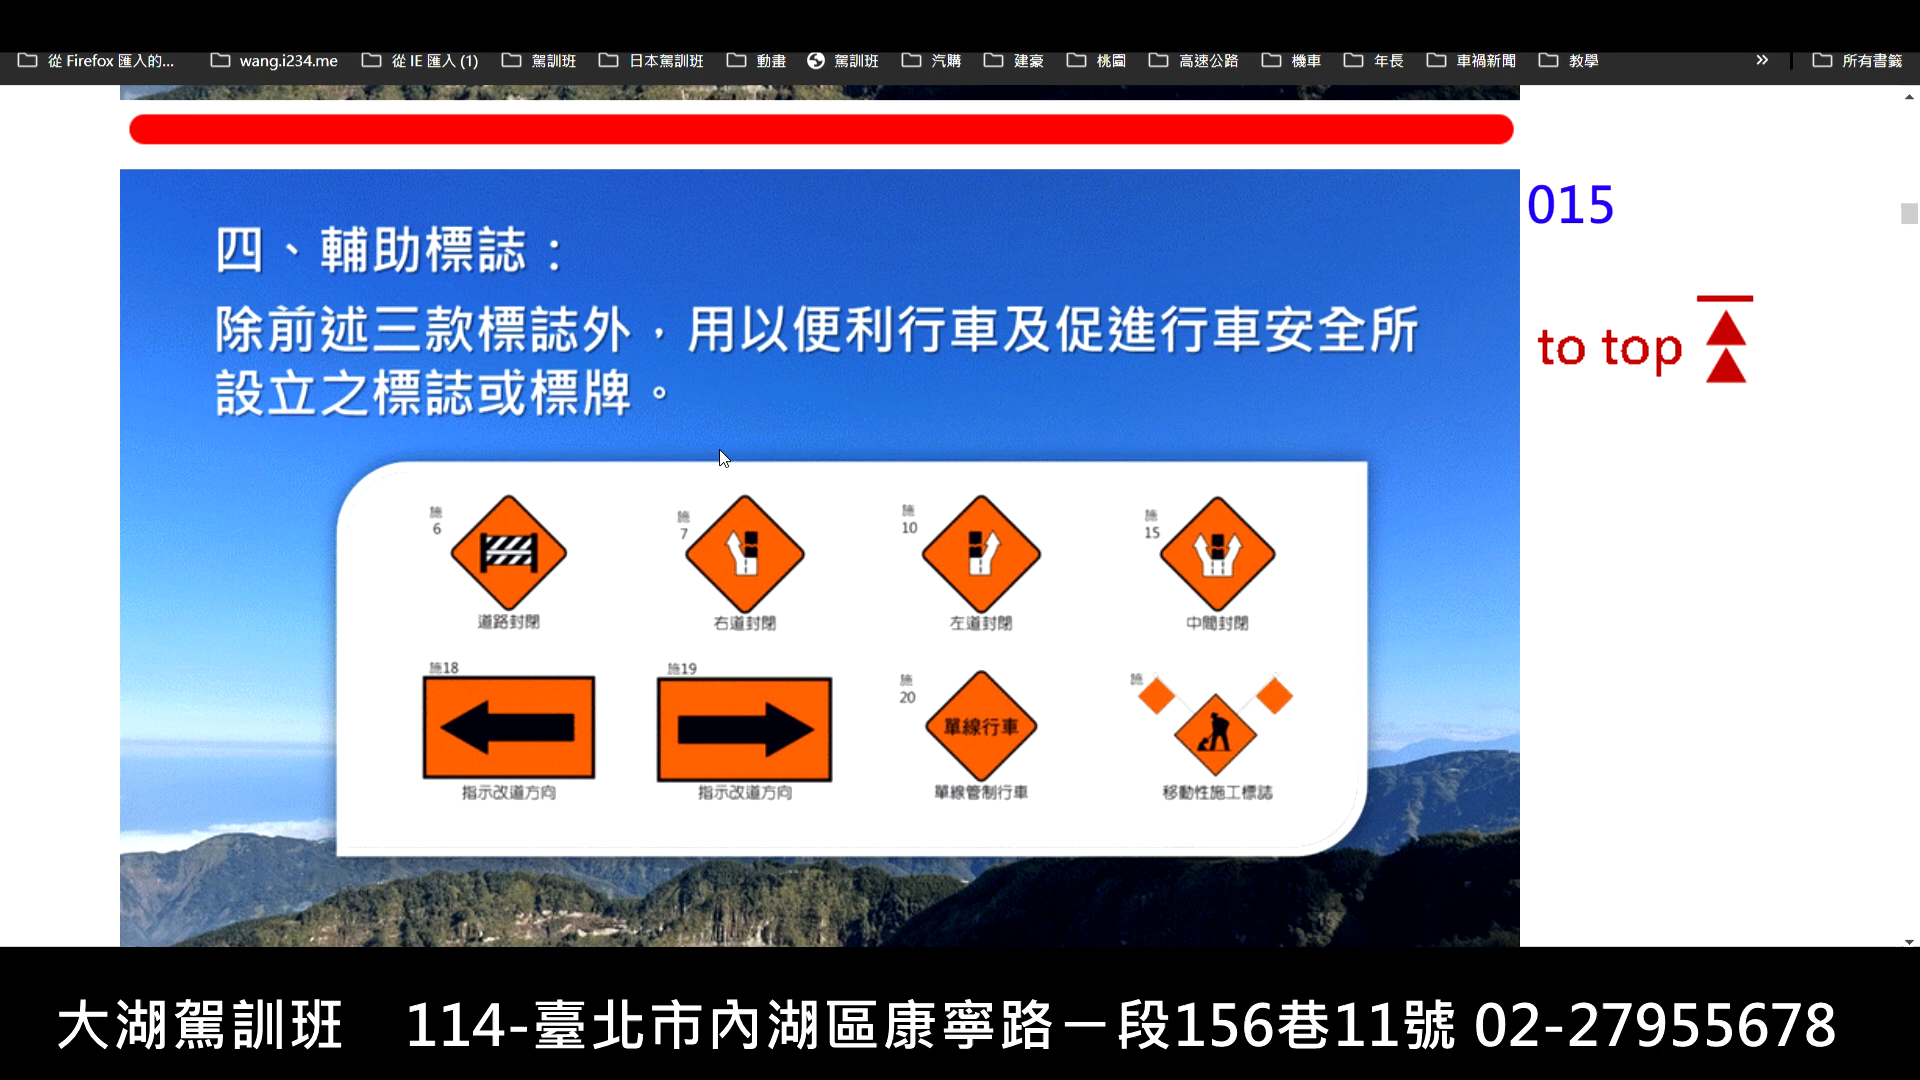 從 Firefox 匯入的... wang.i234.me 從 IE 匯入 (1) 駕訓班 日本駕訓班 動畫 駕訓班 汽購 建豪 桃園 高速公路 機車 年長 車禍新聞 教學 » 所有書籤
015
to top
四、輔助標誌：
除前述三款標誌外，用以便利行車及促進行車安全所
設立之標誌或標牌。
施6 施7 施10 施15
道路封閉 右道封閉 左道封閉 中間封閉
施18 施19 施20 施
單線行車
指示改道方向 指示改道方向 單線管制行車 移動性施工標誌
15
大湖駕訓班 114-臺北市內湖區康寧路一段156巷11號 02-27955678